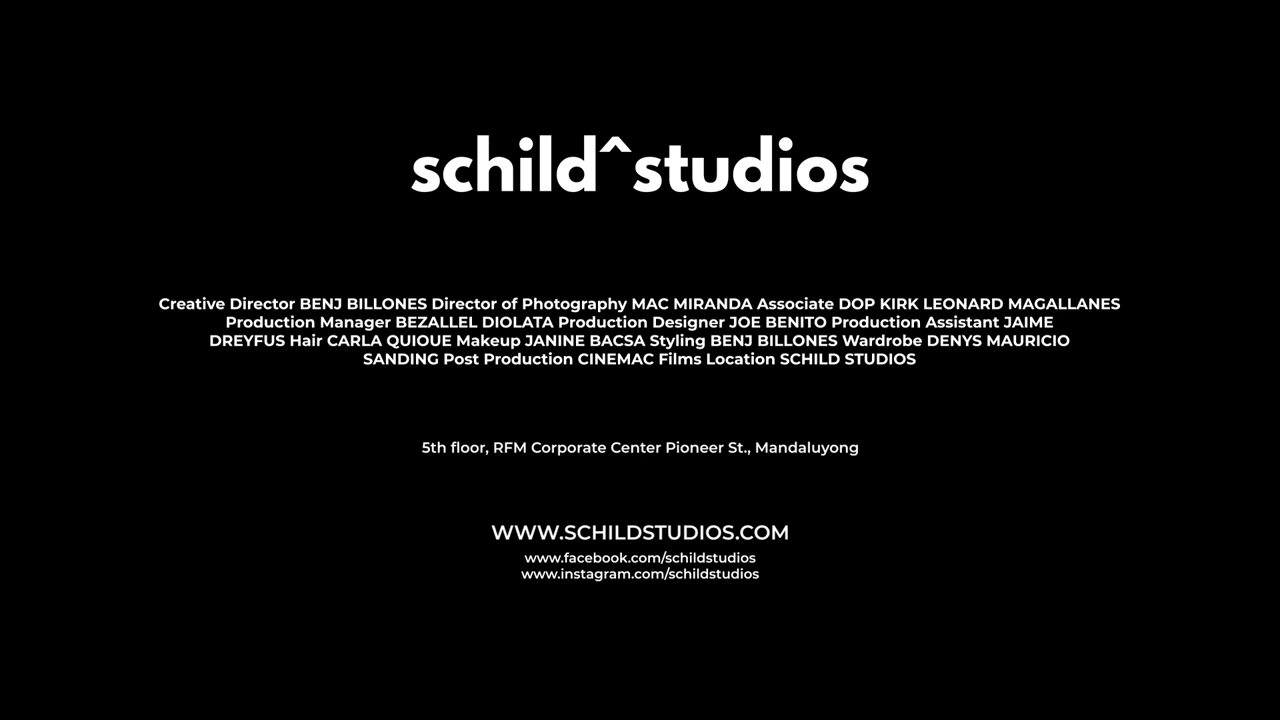 schild^studios
Creative Director BENJ BILLONES Director of Photography MAC MIRANDA Associate DOP KIRK LEONARD MAGALLANES
Production Manager BEZALLEL DIOLATA Production Designer JOE BENITO Production Assistant JAIME
DREYFUS Hair CARLA QUIOUE Makeup JANINE BACSA Styling BENJ BILLONES Wardrobe DENYS MAURICIO
SANDING Post Production CINEMAC Films Location SCHILD STUDIOS
5th floor, RFM Corporate Center Pioneer St., Mandaluyong
WWW.SCHILDSTUDIOS.COM
www.facebook.com/schildstudios
www.instagram.com/schildstudios